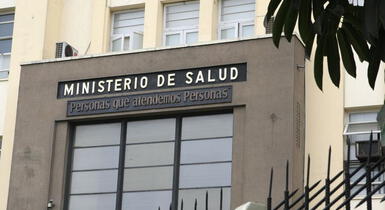 MINISTERIO DE SALUD
Personas que atendemos Personas